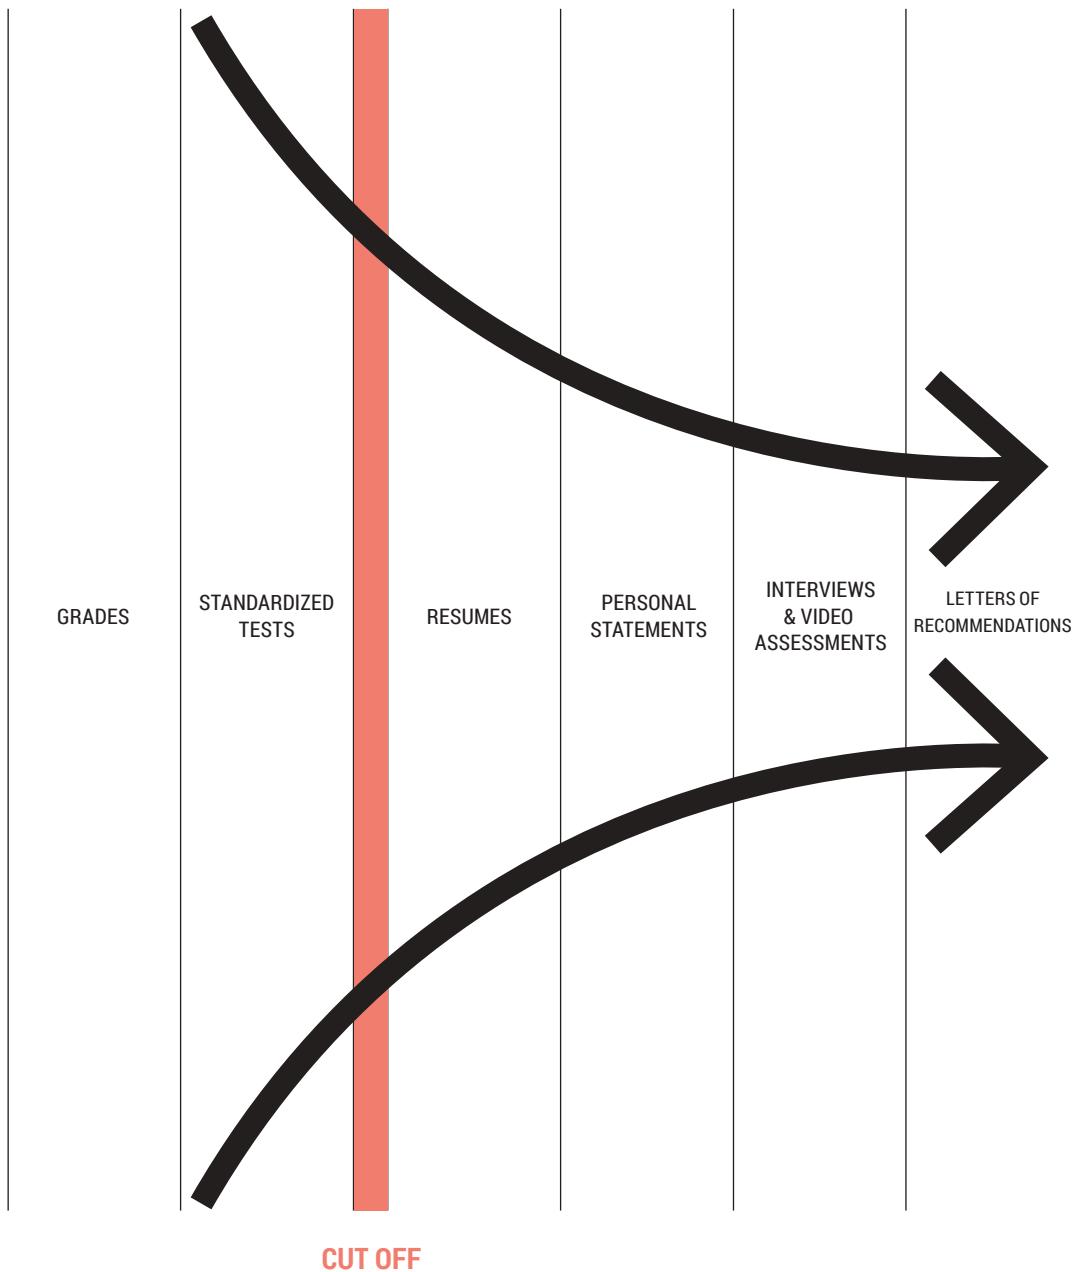 GRADES
STANDARDIZED
TESTS
RESUMES
PERSONAL
STATEMENTS
INTERVIEWS
& VIDEO
ASSESSMENTS
LETTERS OF
RECOMMENDATIONS
CUT OFF